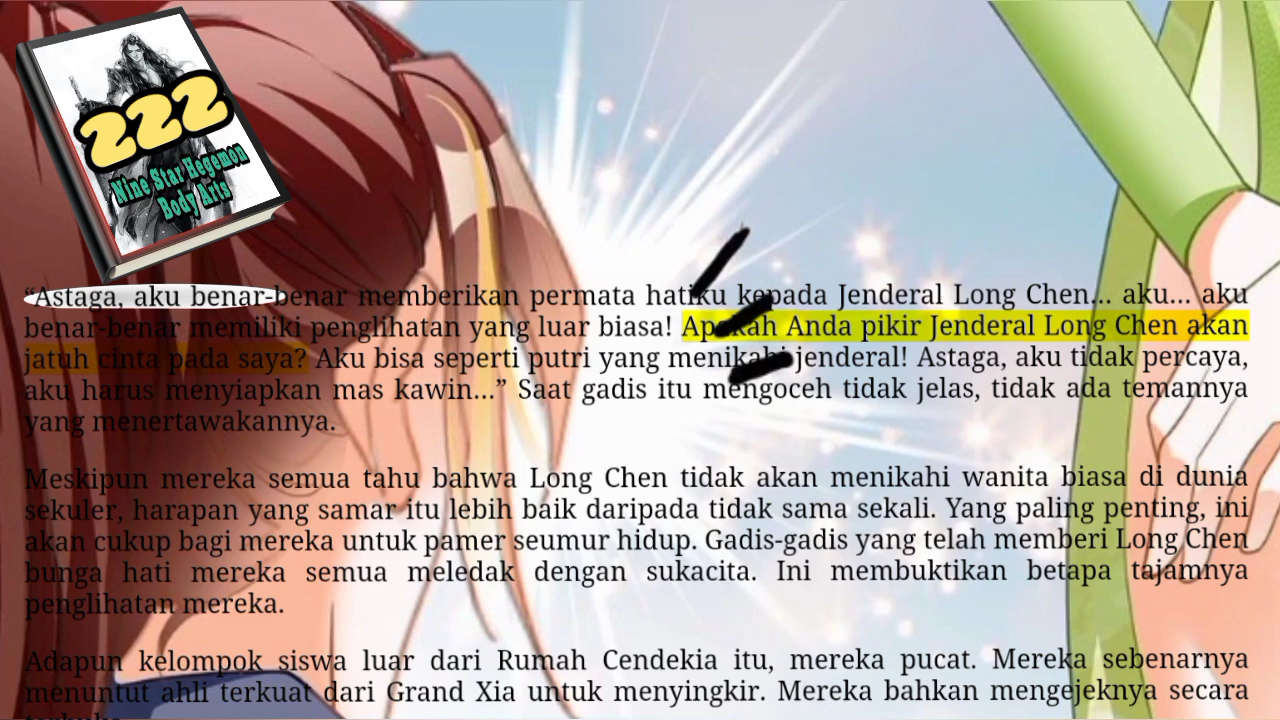 222
Nine Star Hegemon
Body Arts
“Astaga, aku benar-benar memberikan permata hatiku kepada Jenderal Long Chen... aku... aku
benar-benar memiliki penglihatan yang luar biasa! Apakah Anda pikir Jenderal Long Chen akan
jatuh cinta pada saya? Aku bisa seperti putri yang menikahi jenderal! Astaga, aku tidak percaya,
aku harus menyiapkan mas kawin...” Saat gadis itu mengoceh tidak jelas, tidak ada temannya
yang menertawakannya.
Meskipun mereka semua tahu bahwa Long Chen tidak akan menikahi wanita biasa di dunia
sekuler, harapan yang samar itu lebih baik daripada tidak sama sekali. Yang paling penting, ini
akan cukup bagi mereka untuk pamer seumur hidup. Gadis-gadis yang telah memberi Long Chen
bunga hati mereka semua meledak dengan sukacita. Ini membuktikan betapa tajamnya
penglihatan mereka.
Adapun kelompok siswa luar dari Rumah Cendekia itu, mereka pucat. Mereka sebenarnya
menuntut ahli terkuat dari Grand Xia untuk menyingkir. Mereka bahkan mengejeknya secara